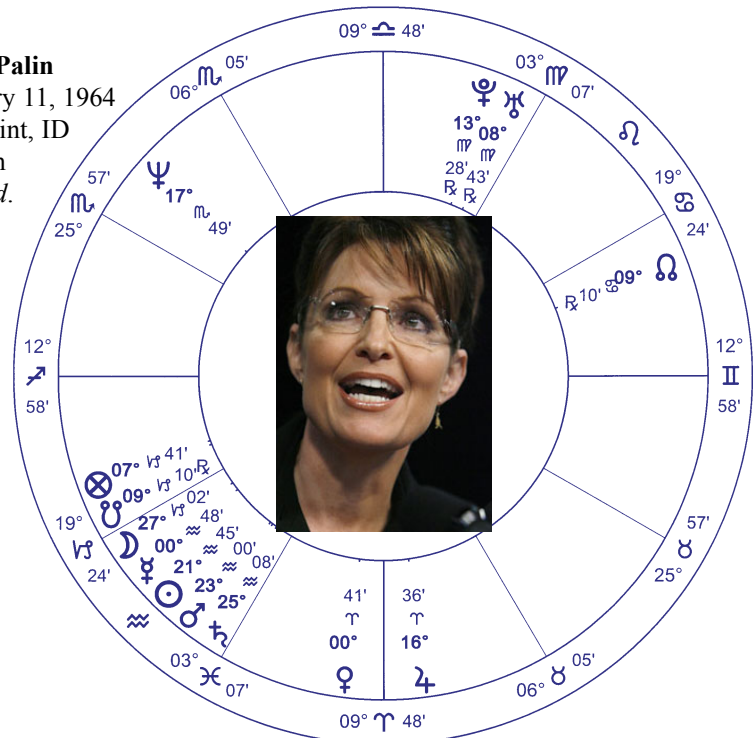 Palin
ry 11, 1964
int, ID
n
d.
09° ♎ 48'
03° ♍ 07'
♌
19° ♋ 24'
12° ♊ 58'
57' ♉ 25°
06° ♉ 05'
09° ♈ 48'
03° ♓ 07'
♒
19° ♑ 24'
12° ♐ 58'
57' ♏ 25°
06° ♏ 05'
♇ 13° ♍ 28' ℞
♅ 08° ♍ 43' ℞
☊ 09° ♋ 10' ℞
♆ 17° ♏ 49'
⊗ 07° ♑ 41'
☋ 09° ♑ 10' ℞
☽ 27° ♑ 02'
☿ 00° ♒ 48'
☉ 21° ♒ 45'
♂ 23° ♒ 00'
♄ 25° ♒ 08'
♀ 00° ♈ 41'
♃ 16° ♈ 36'